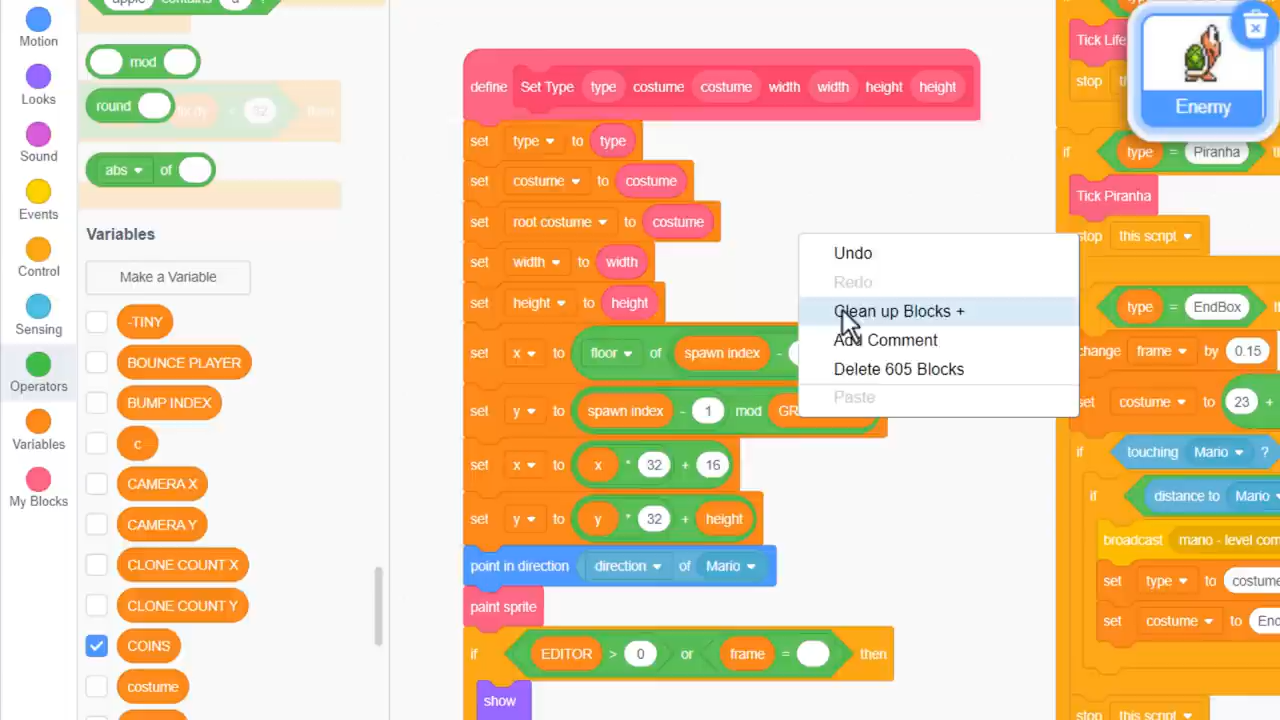 Motion
Looks
Sound
Events
Control
Sensing
Operators
Variables
My Blocks
apple contains a ?
mod
round
< 32 then
abs of
Variables
Make a Variable
-TINY
BOUNCE PLAYER
BUMP INDEX
c
CAMERA X
CAMERA Y
CLONE COUNT X
CLONE COUNT Y
COINS
costume
define Set Type type costume costume width width height height
set type to type
set costume to costume
set root costume to costume
set width to width
set height to height
set x to floor of spawn index -
set y to spawn index - 1 mod
set x to x * 32 + 16
set y to y * 32 + height
point in direction direction of Mario
paint sprite
if EDITOR > 0 or frame = then
show
Undo
Redo
Clean up Blocks +
Add Comment
Delete 605 Blocks
Paste
Tick
stop
if type = Piranha
Tick Piranha
stop this script
type = EndBox
change frame by 0.15
set costume to 23 +
if touching Mario ?
if distance to Mario
broadcast mario - level com
set type to costume
set costume to
stop this script
Enemy